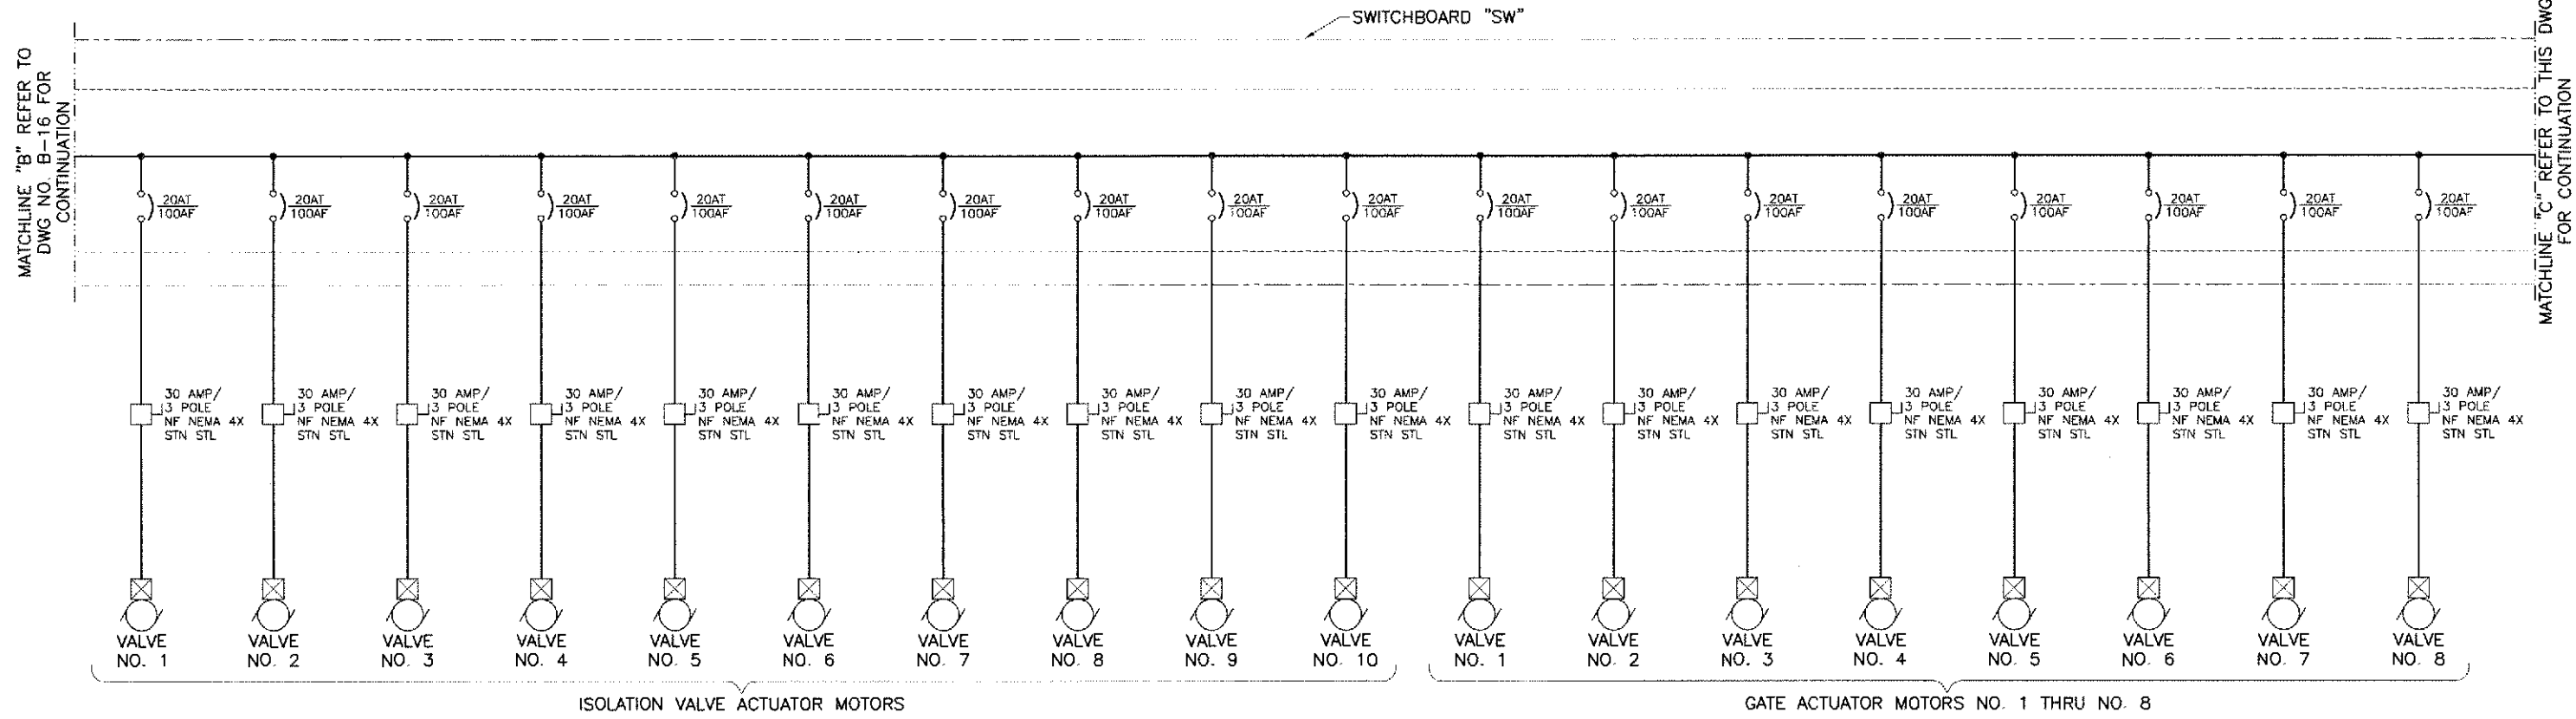 SWITCHBOARD "SW"
MATCHLINE "B" REFER TO
DWG NO. B-16 FOR
CONTINUATION
MATCHLINE "C" REFER TO THIS DWG
FOR CONTINUATION
20AT
100AF
20AT
100AF
20AT
100AF
20AT
100AF
20AT
100AF
20AT
100AF
20AT
100AF
20AT
100AF
20AT
100AF
20AT
100AF
20AT
100AF
20AT
100AF
20AT
100AF
20AT
100AF
20AT
100AF
20AT
100AF
20AT
100AF
20AT
100AF
30 AMP/
3 POLE
NF NEMA 4X
STN STL
30 AMP/
3 POLE
NF NEMA 4X
STN STL
30 AMP/
3 POLE
NF NEMA 4X
STN STL
30 AMP/
3 POLE
NF NEMA 4X
STN STL
30 AMP/
3 POLE
NF NEMA 4X
STN STL
30 AMP/
3 POLE
NF NEMA 4X
STN STL
30 AMP/
3 POLE
NF NEMA 4X
STN STL
30 AMP/
3 POLE
NF NEMA 4X
STN STL
30 AMP/
3 POLE
NF NEMA 4X
STN STL
30 AMP/
3 POLE
NF NEMA 4X
STN STL
30 AMP/
3 POLE
NF NEMA 4X
STN STL
30 AMP/
3 POLE
NF NEMA 4X
STN STL
30 AMP/
3 POLE
NF NEMA 4X
STN STL
30 AMP/
3 POLE
NF NEMA 4X
STN STL
30 AMP/
3 POLE
NF NEMA 4X
STN STL
30 AMP/
3 POLE
NF NEMA 4X
STN STL
30 AMP/
3 POLE
NF NEMA 4X
STN STL
30 AMP/
3 POLE
NF NEMA 4X
STN STL
VALVE
NO. 1
VALVE
NO. 2
VALVE
NO. 3
VALVE
NO. 4
VALVE
NO. 5
VALVE
NO. 6
VALVE
NO. 7
VALVE
NO. 8
VALVE
NO. 9
VALVE
NO. 10
VALVE
NO. 1
VALVE
NO. 2
VALVE
NO. 3
VALVE
NO. 4
VALVE
NO. 5
VALVE
NO. 6
VALVE
NO. 7
VALVE
NO. 8
ISOLATION VALVE ACTUATOR MOTORS
GATE ACTUATOR MOTORS NO. 1 THRU NO. 8